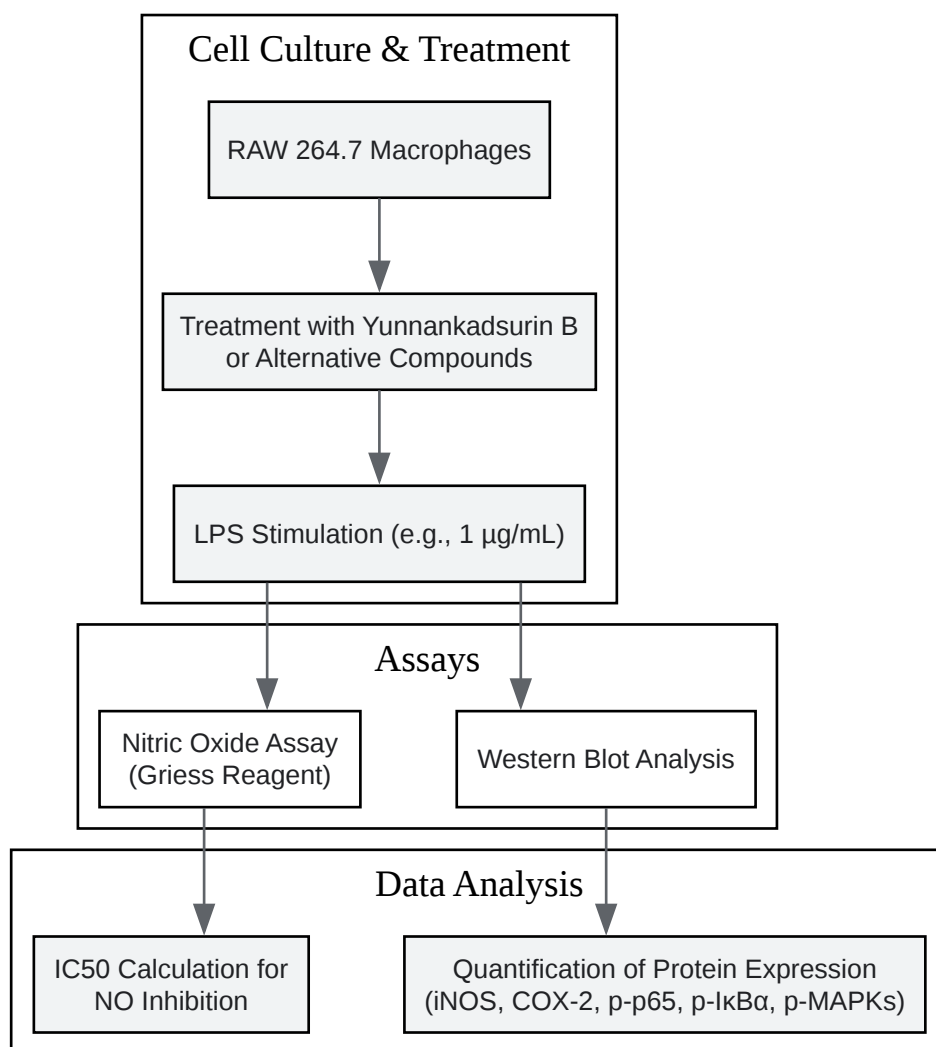 Cell Culture & Treatment
RAW 264.7 Macrophages
Treatment with Yunnankadsurin B
or Alternative Compounds
LPS Stimulation (e.g., 1 µg/mL)
Assays
Nitric Oxide Assay
(Griess Reagent)
Western Blot Analysis
Data Analysis
IC50 Calculation for
NO Inhibition
Quantification of Protein Expression
(iNOS, COX-2, p-p65, p-IκBα, p-MAPKs)